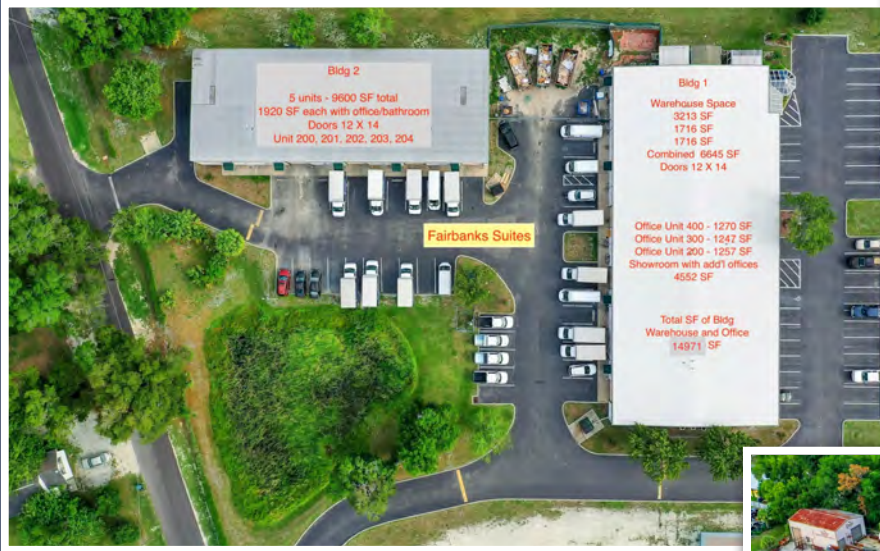 Bldg 2
5 units - 9600 SF total
1920 SF each with office/bathroom
Doors 12 X 14
Unit 200, 201, 202, 203, 204
Fairbanks Suites
Bldg 1
Warehouse Space
3213 SF
1716 SF
1716 SF
Combined 6645 SF
Doors 12 X 14
Office Unit 400 - 1270 SF
Office Unit 300 - 1247 SF
Office Unit 200 - 1257 SF
Showroom with add'l offices
4552 SF
Total SF of Bldg
Warehouse and Office
14971 SF